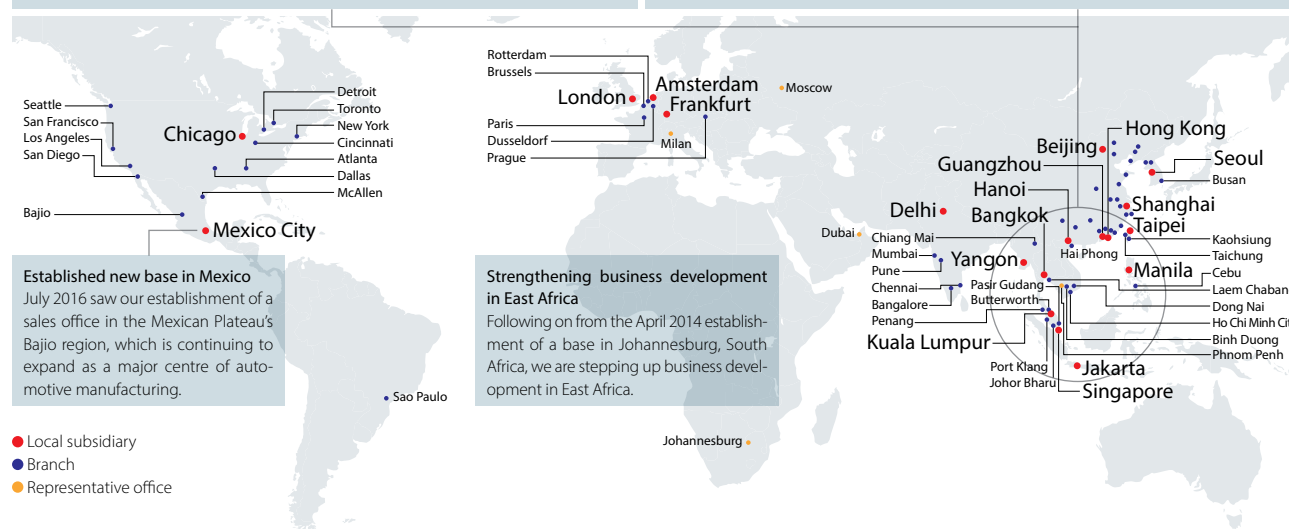 Seattle
San Francisco
Los Angeles
San Diego
Bajio
Chicago
Detroit
Toronto
New York
Cincinnati
Atlanta
Dallas
McAllen
Mexico City
Established new base in Mexico
July 2016 saw our establishment of a
sales office in the Mexican Plateau's
Bajio region, which is continuing to
expand as a major centre of auto-
motive manufacturing.
Sao Paulo
Local subsidiary
Branch
Representative office
Rotterdam
Brussels
London
Amsterdam
Frankfurt
Paris
Dusseldorf
Prague
Milan
Moscow
Strengthening business development
in East Africa
Following on from the April 2014 establish-
ment of a base in Johannesburg, South
Africa, we are stepping up business devel-
opment in East Africa.
Johannesburg
Dubai
Delhi
Chiang Mai
Mumbai
Pune
Chennai
Bangalore
Penang
Kuala Lumpur
Yangon
Pasir Gudang
Butterworth
Port Klang
Johor Bharu
Beijing
Guangzhou
Hanoi
Bangkok
Hai Phong
Hong Kong
Seoul
Busan
Shanghai
Taipei
Kaohsiung
Taichung
Manila
Cebu
Laem Chabang
Dong Nai
Ho Chi Minh Cit
Binh Duong
Phnom Penh
Jakarta
Singapore